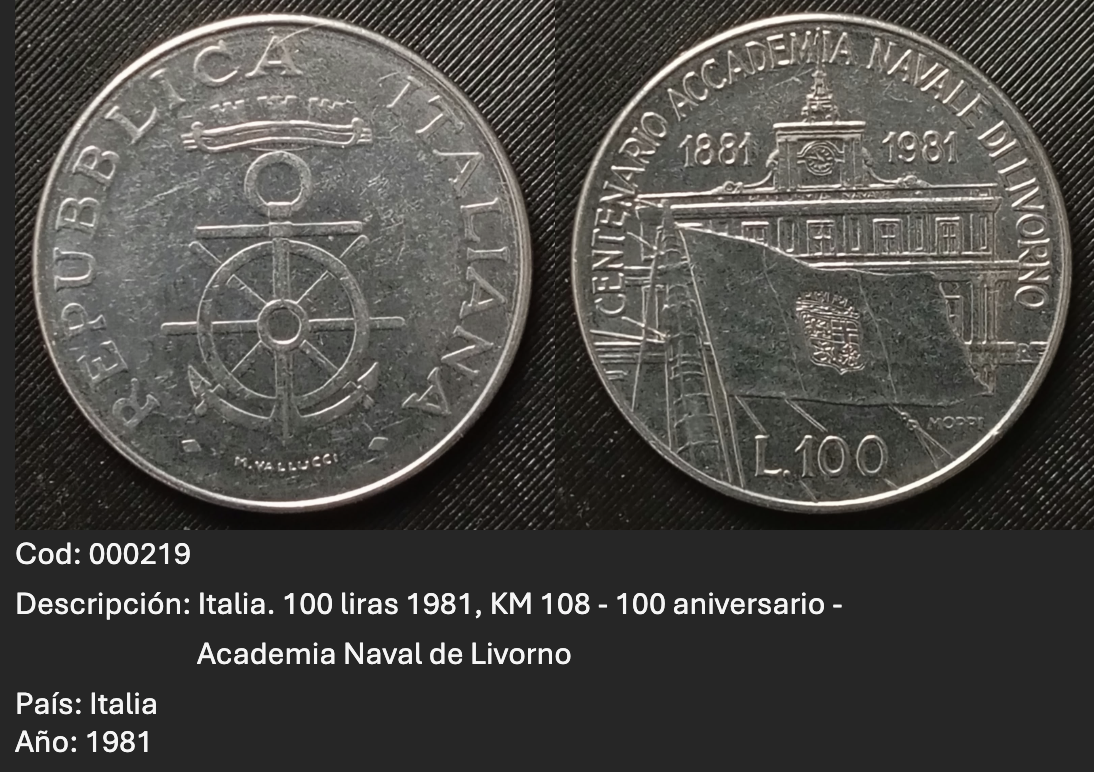 REPUBBLICA ITALIANA
M. VALLUCCI
CENTENARIO ACCADEMIA NAVALE DI LIVORNO
1881 1981
R
MOPPI
L.100
Cod: 000219
Descripción: Italia. 100 liras 1981, KM 108 - 100 aniversario -
Academia Naval de Livorno
País: Italia
Año: 1981